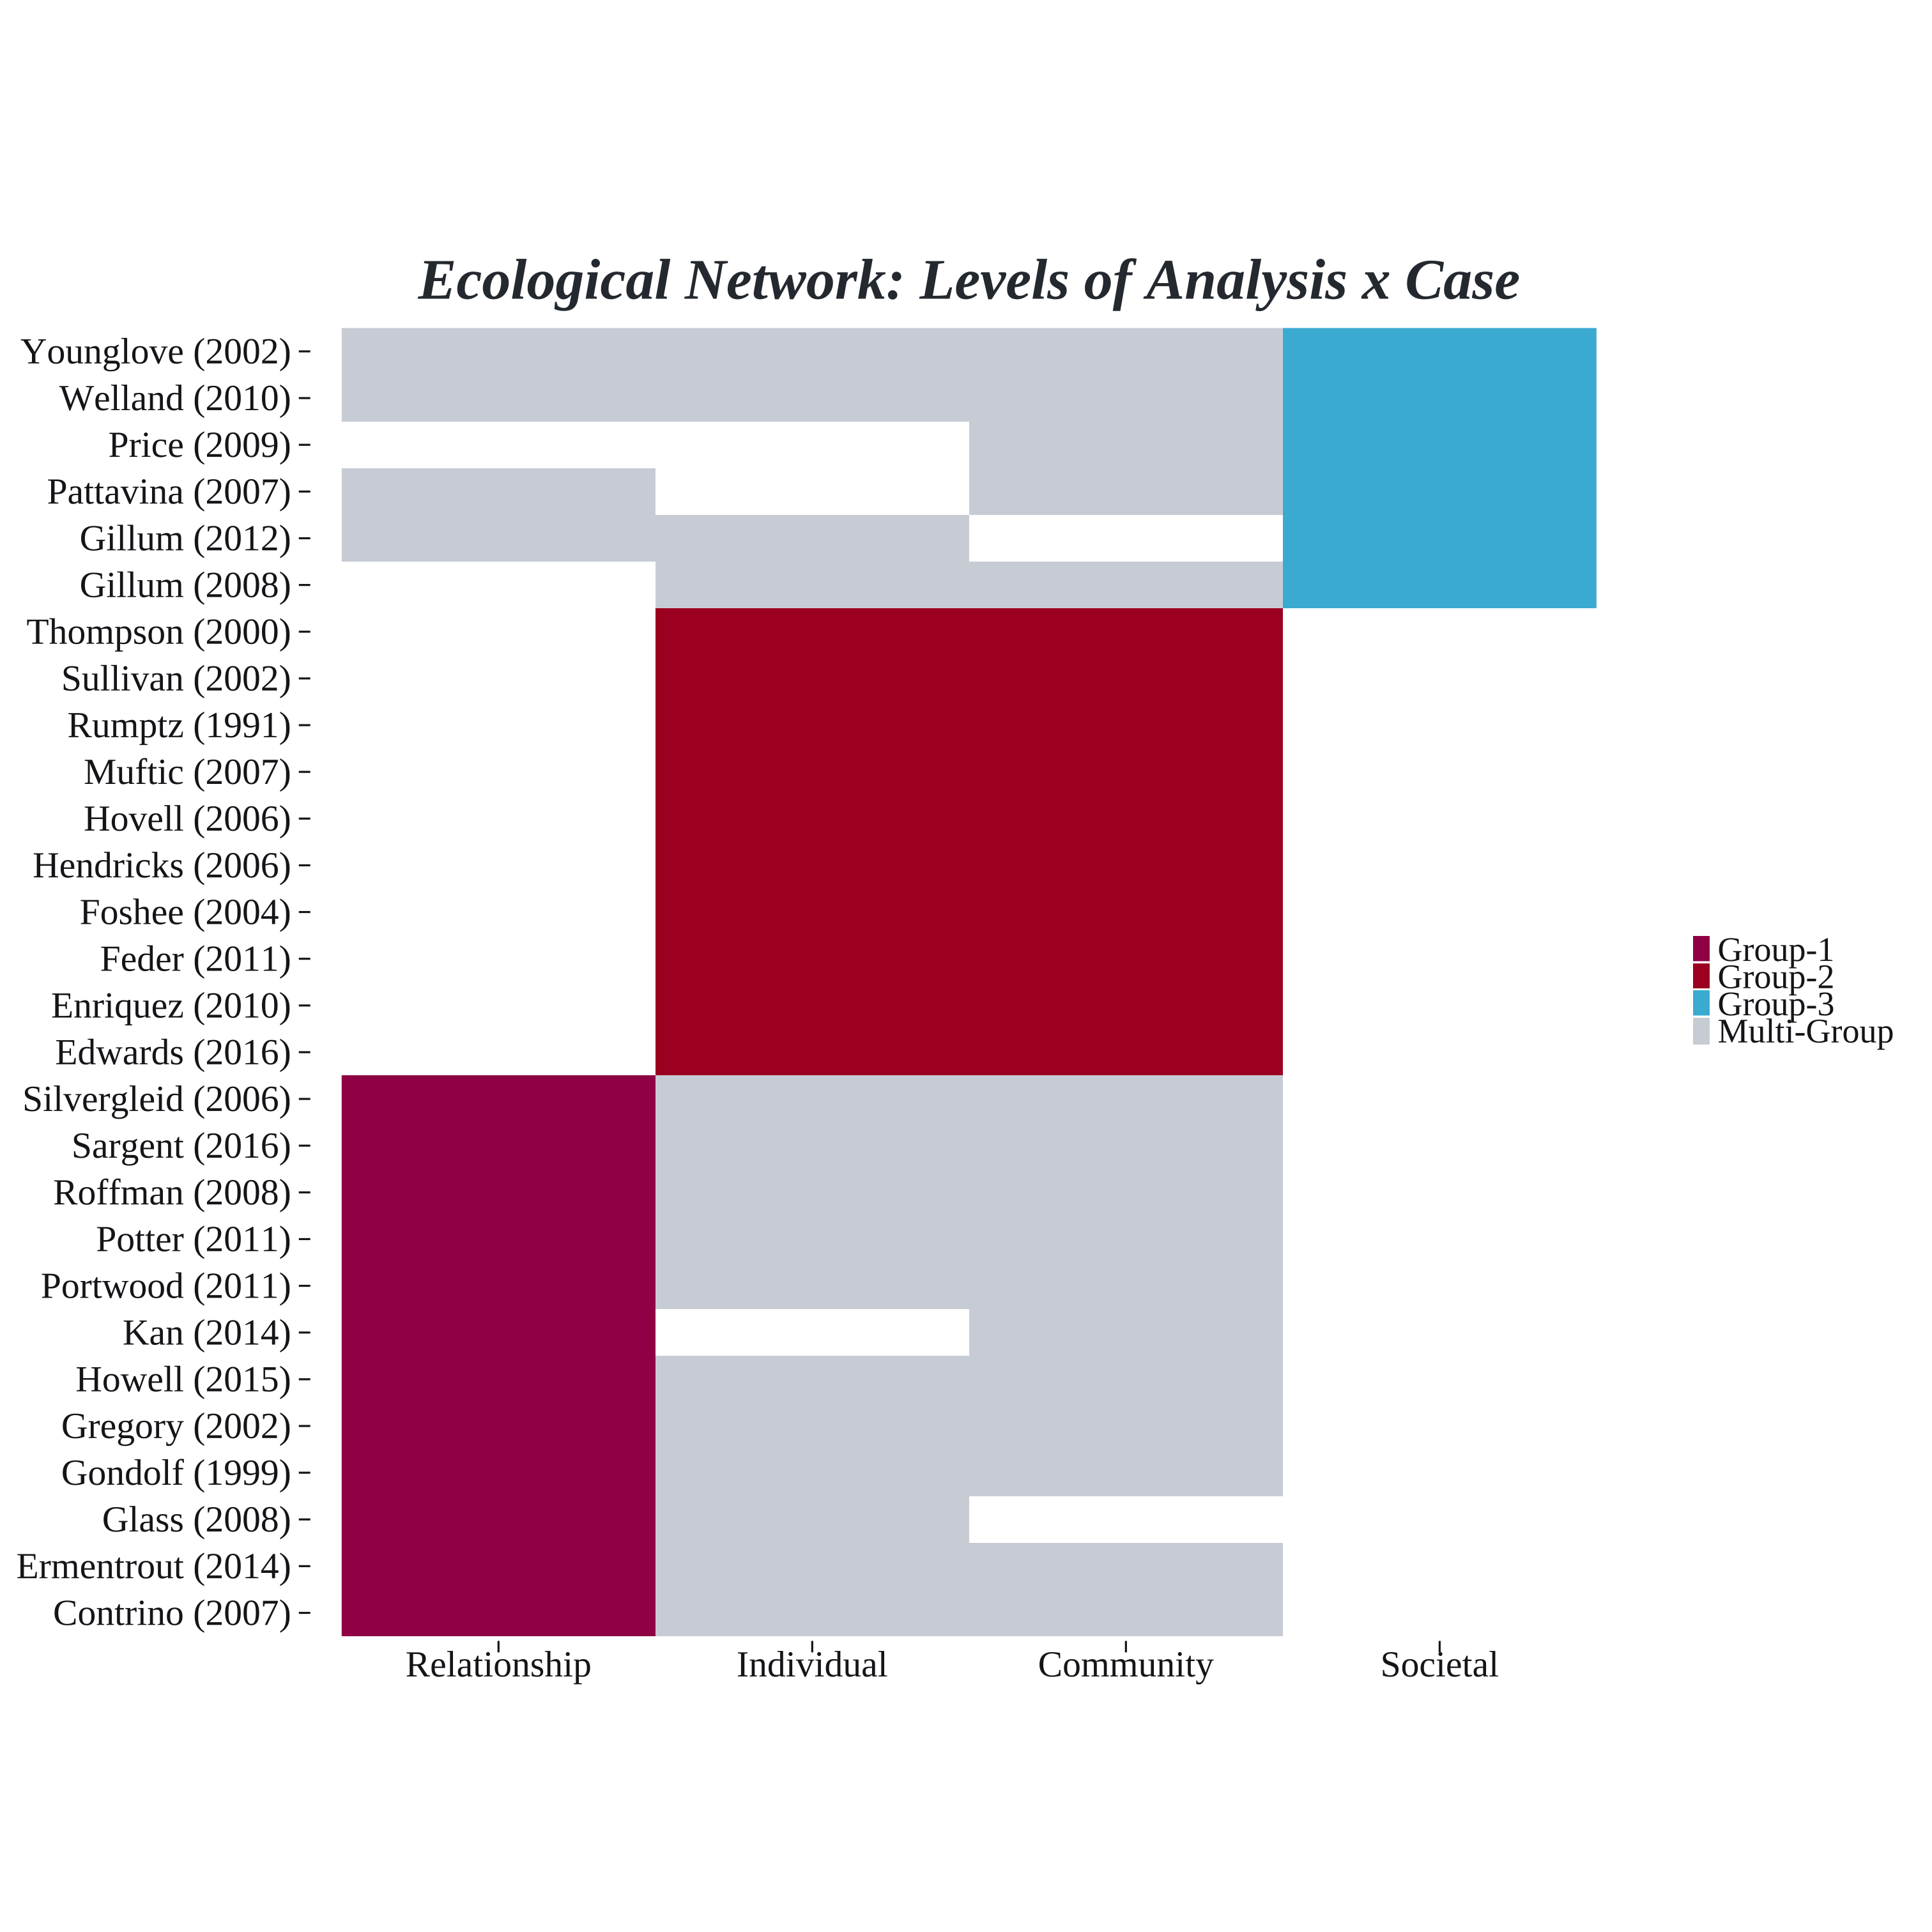 Ecological Network: Levels of Analysis x Case
Younglove (2002)
Welland (2010)
Price (2009)
Pattavina (2007)
Gillum (2012)
Gillum (2008)
Thompson (2000)
Sullivan (2002)
Rumptz (1991)
Muftic (2007)
Hovell (2006)
Hendricks (2006)
Foshee (2004)
Feder (2011)
Enriquez (2010)
Edwards (2016)
Silvergleid (2006)
Sargent (2016)
Roffman (2008)
Potter (2011)
Portwood (2011)
Kan (2014)
Howell (2015)
Gregory (2002)
Gondolf (1999)
Glass (2008)
Ermentrout (2014)
Contrino (2007)
Relationship Individual Community Societal
Group-1
Group-2
Group-3
Multi-Group